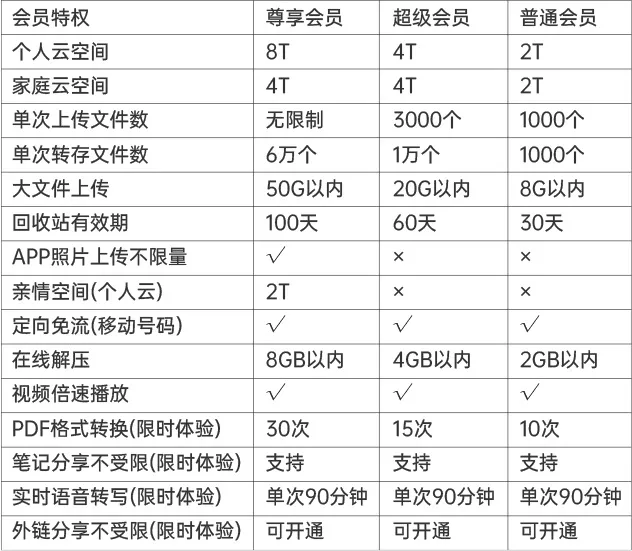 会员特权 尊享会员 超级会员 普通会员
个人云空间 8T 4T 2T
家庭云空间 4T 4T 2T
单次上传文件数 无限制 3000个 1000个
单次转存文件数 6万个 1万个 1000个
大文件上传 50G以内 20G以内 8G以内
回收站有效期 100天 60天 30天
APP照片上传不限量 √ × ×
亲情空间(个人云) 2T × ×
定向免流(移动号码) √ √ √
在线解压 8GB以内 4GB以内 2GB以内
视频倍速播放 √ √ √
PDF格式转换(限时体验) 30次 15次 10次
笔记分享不受限(限时体验) 支持 支持 支持
实时语音转写(限时体验) 单次90分钟 单次90分钟 单次90分钟
外链分享不受限(限时体验) 可开通 可开通 可开通